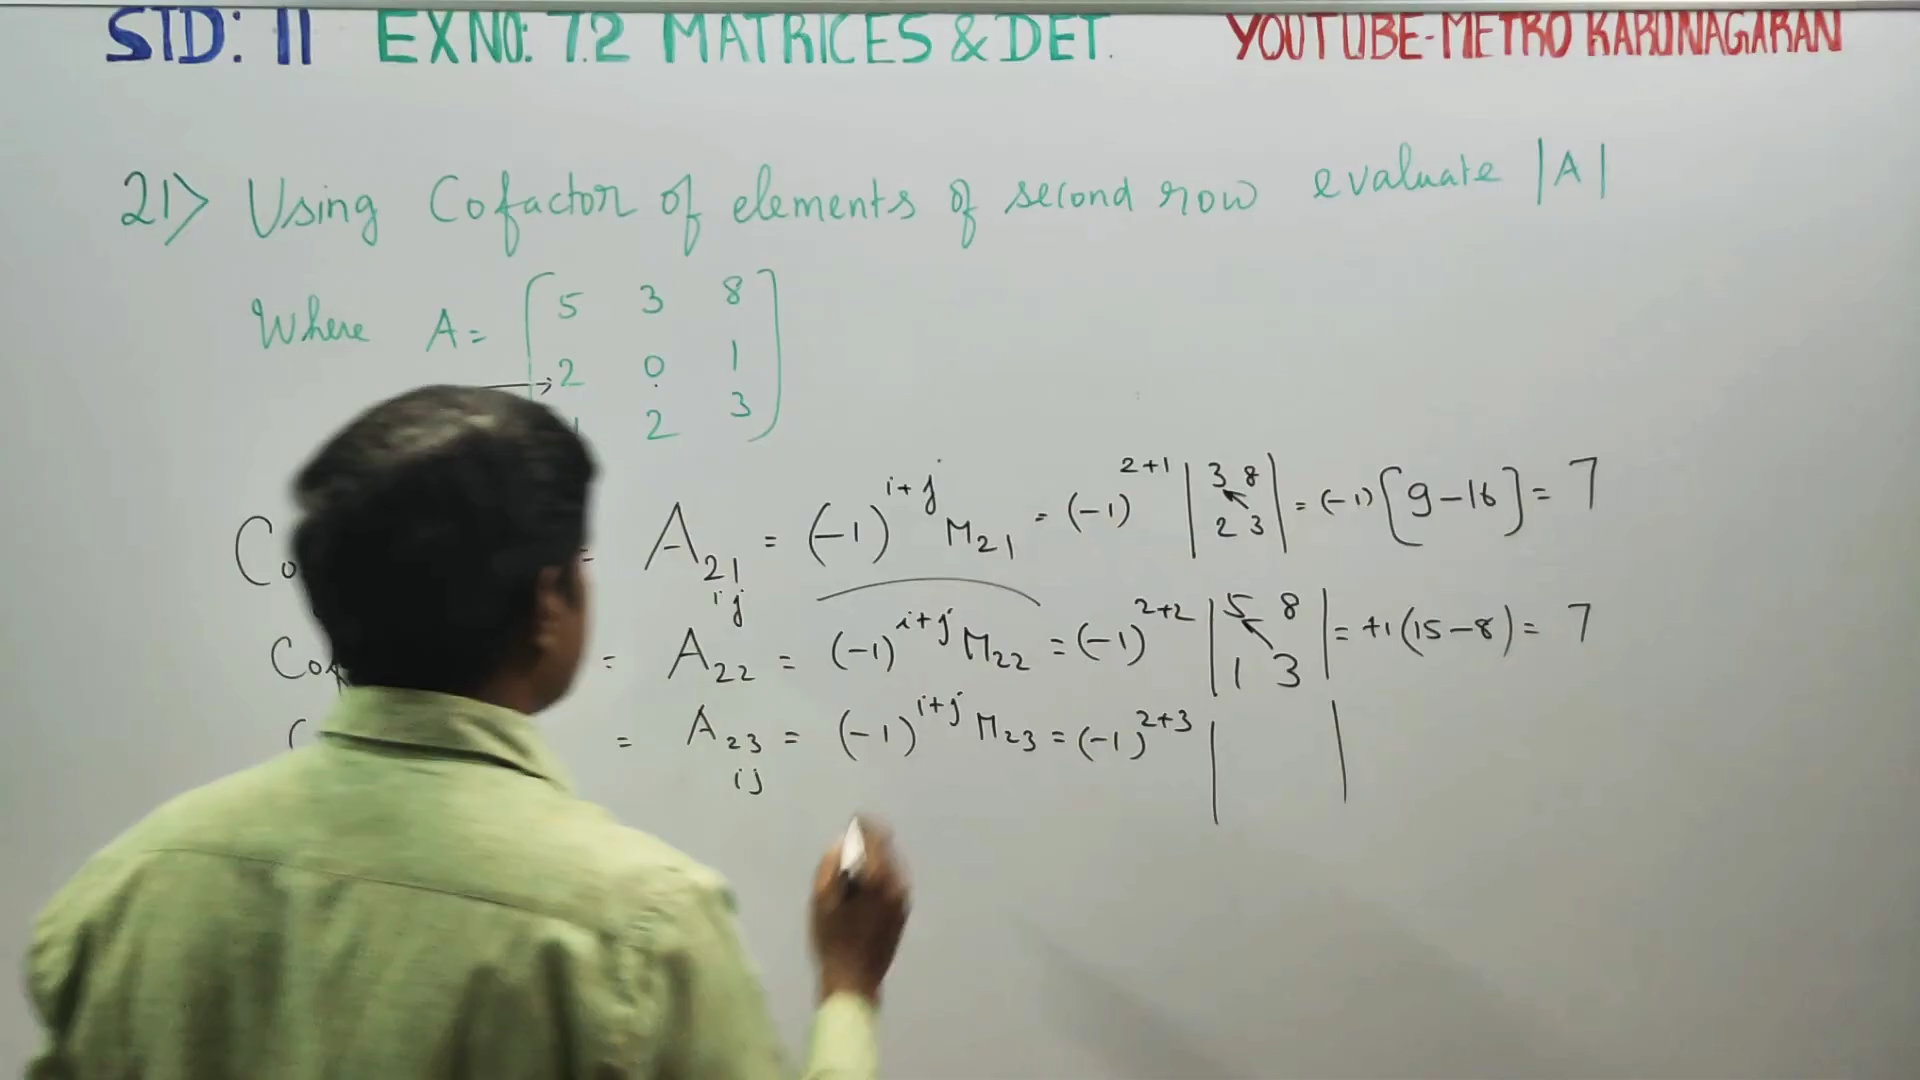 STD: 11 EX NO: 7.2 MATRICES & DET. YOUTUBE-METRO KARUNAGARAN
21) Using Cofactor of elements of second row evaluate |A|
Where A = [ 5 3 8
2 0 1
2 3 ]
Co = A₂₁ = (-1)^(i+j) M₂₁ = (-1)^(2+1) | 3 8 | = (-1) [9-16] = 7
i j | 2 3 |
Cof = A₂₂ = (-1)^(i+j) M₂₂ = (-1)^(2+2) | 5 8 | = +1 (15-8) = 7
| 1 3 |
= A₂₃ = (-1)^(i+j) M₂₃ = (-1)^(2+3) | |
i j